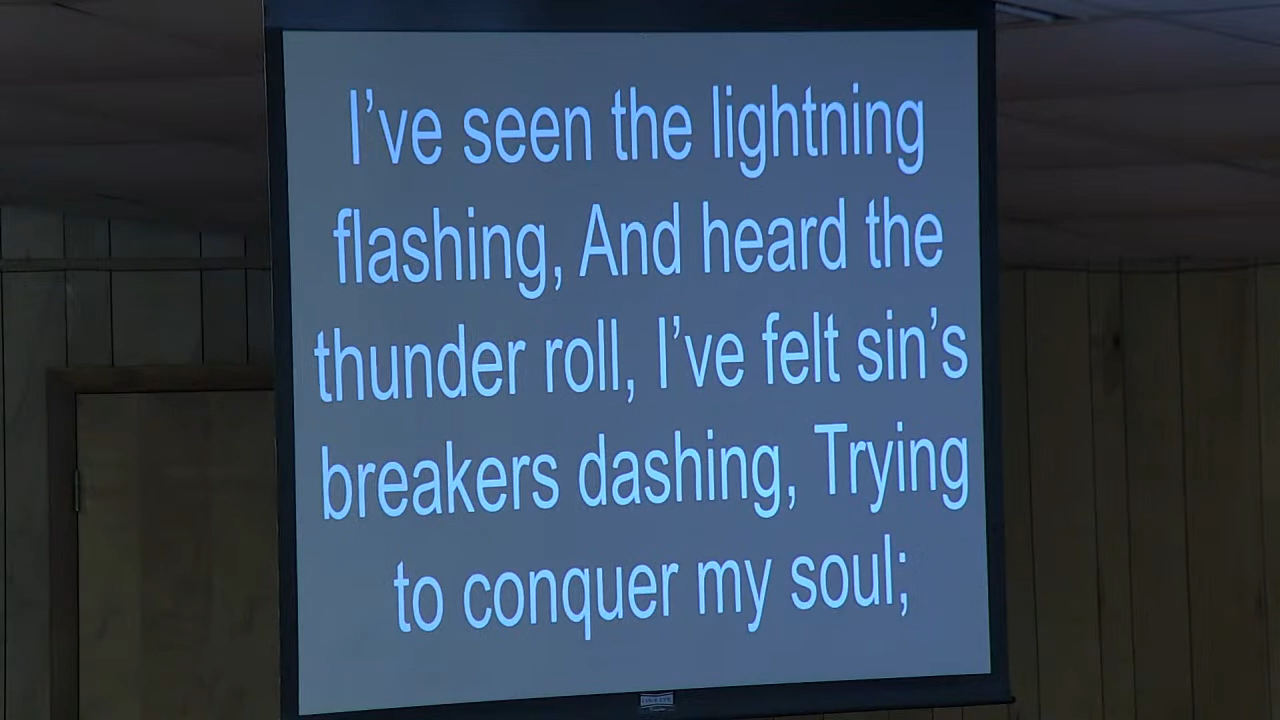 I’ve seen the lightning
flashing, And heard the
thunder roll, I’ve felt sin’s
breakers dashing, Trying
to conquer my soul;